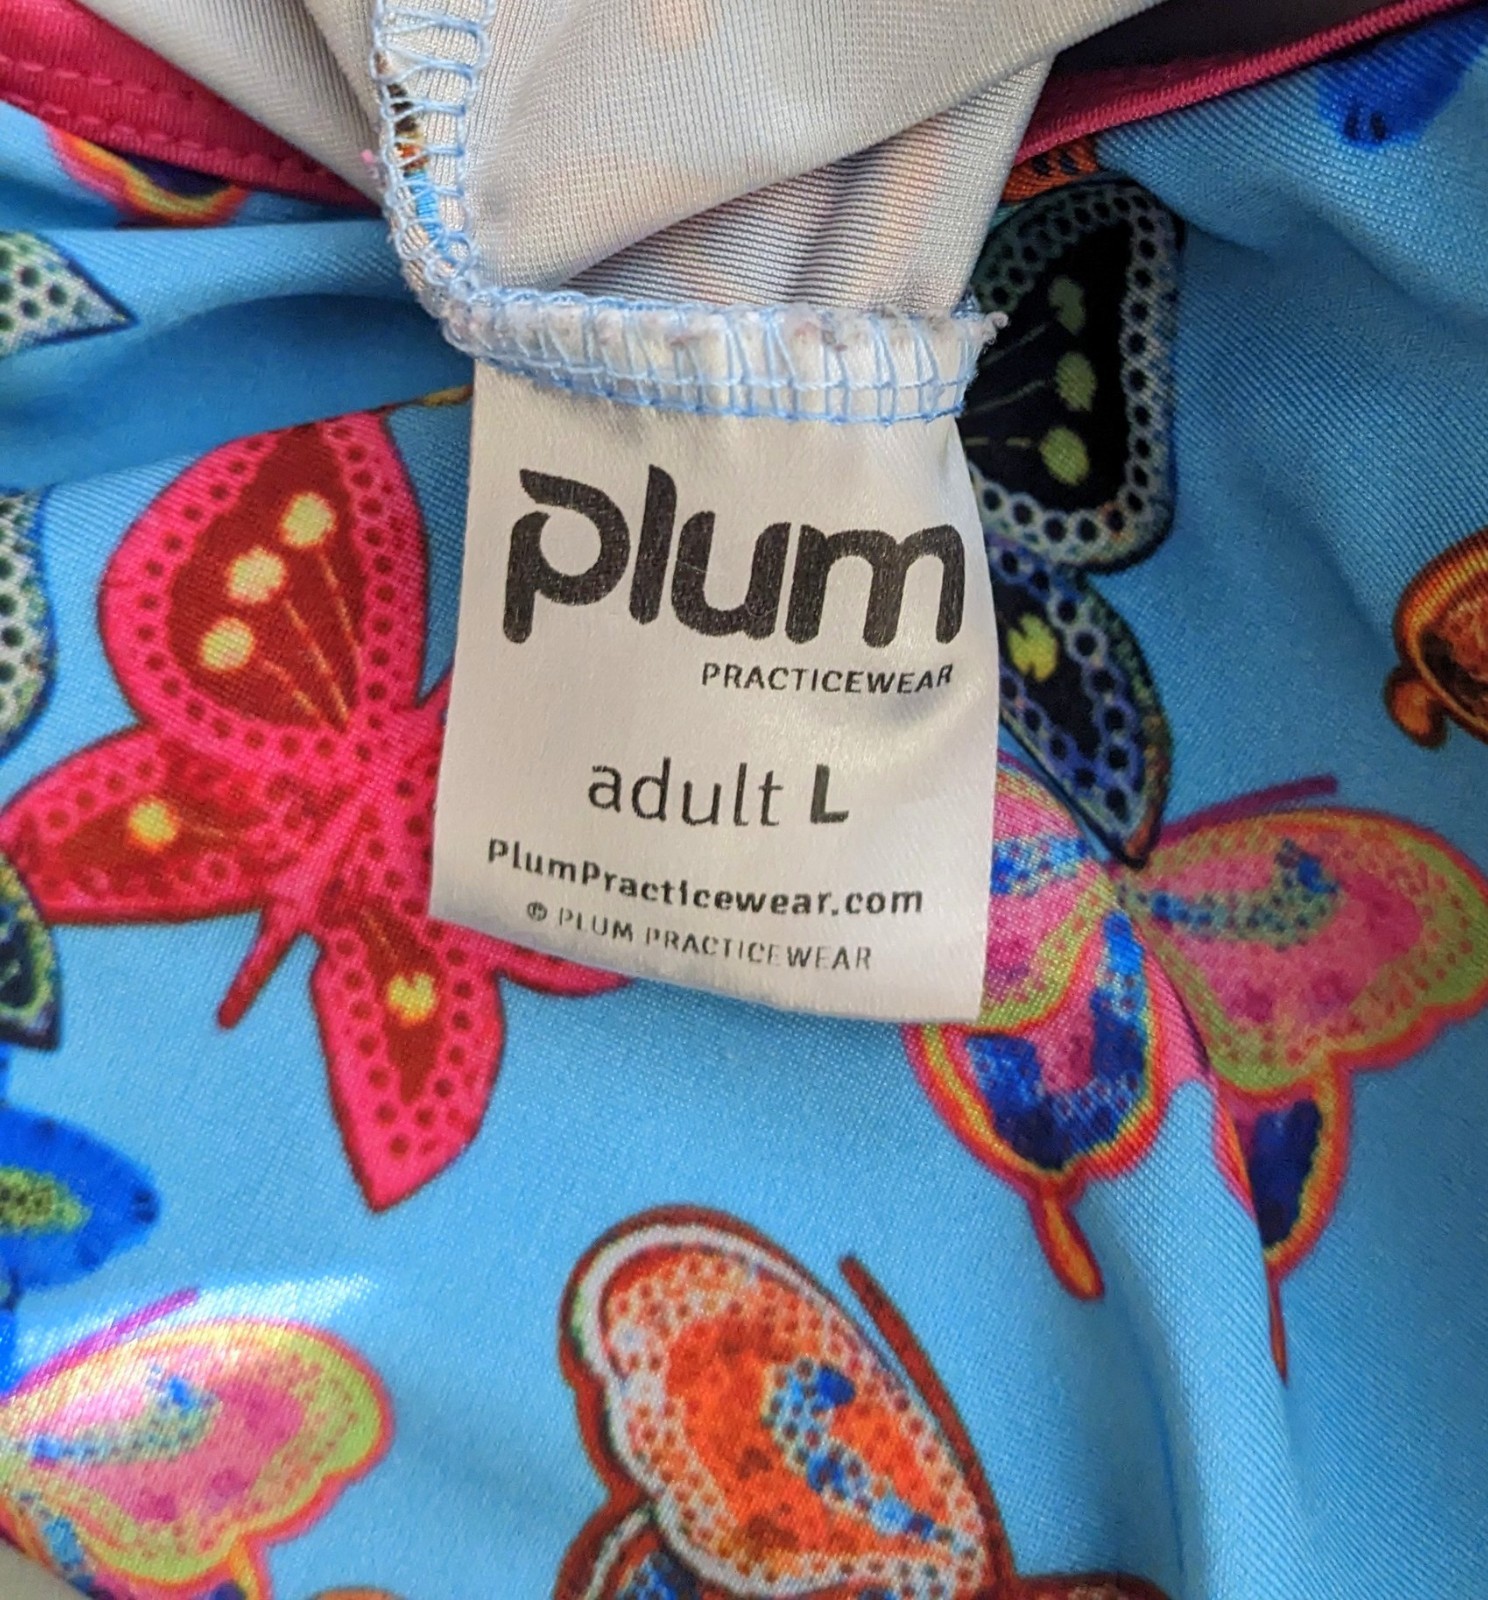 plum
PRACTICEWEAR
adult L
PlumPracticewear.com
® PLUM PRACTICEWEAR